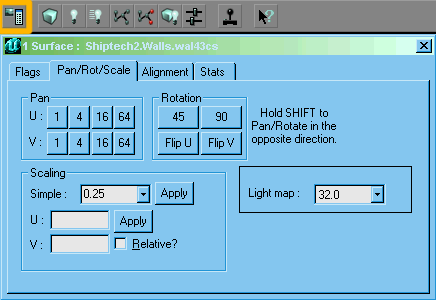 1 Surface : Shiptech2.Walls.wal43cs
Flags Pan/Rot/Scale Alignment Stats
Pan
U : 1 4 16 64
V : 1 4 16 64
Rotation
45 90
Flip U Flip V
Hold SHIFT to
Pan/Rotate in the
opposite direction.
Scaling
Simple : 0.25 Apply
U : Apply
V : Relative?
Light map : 32.0